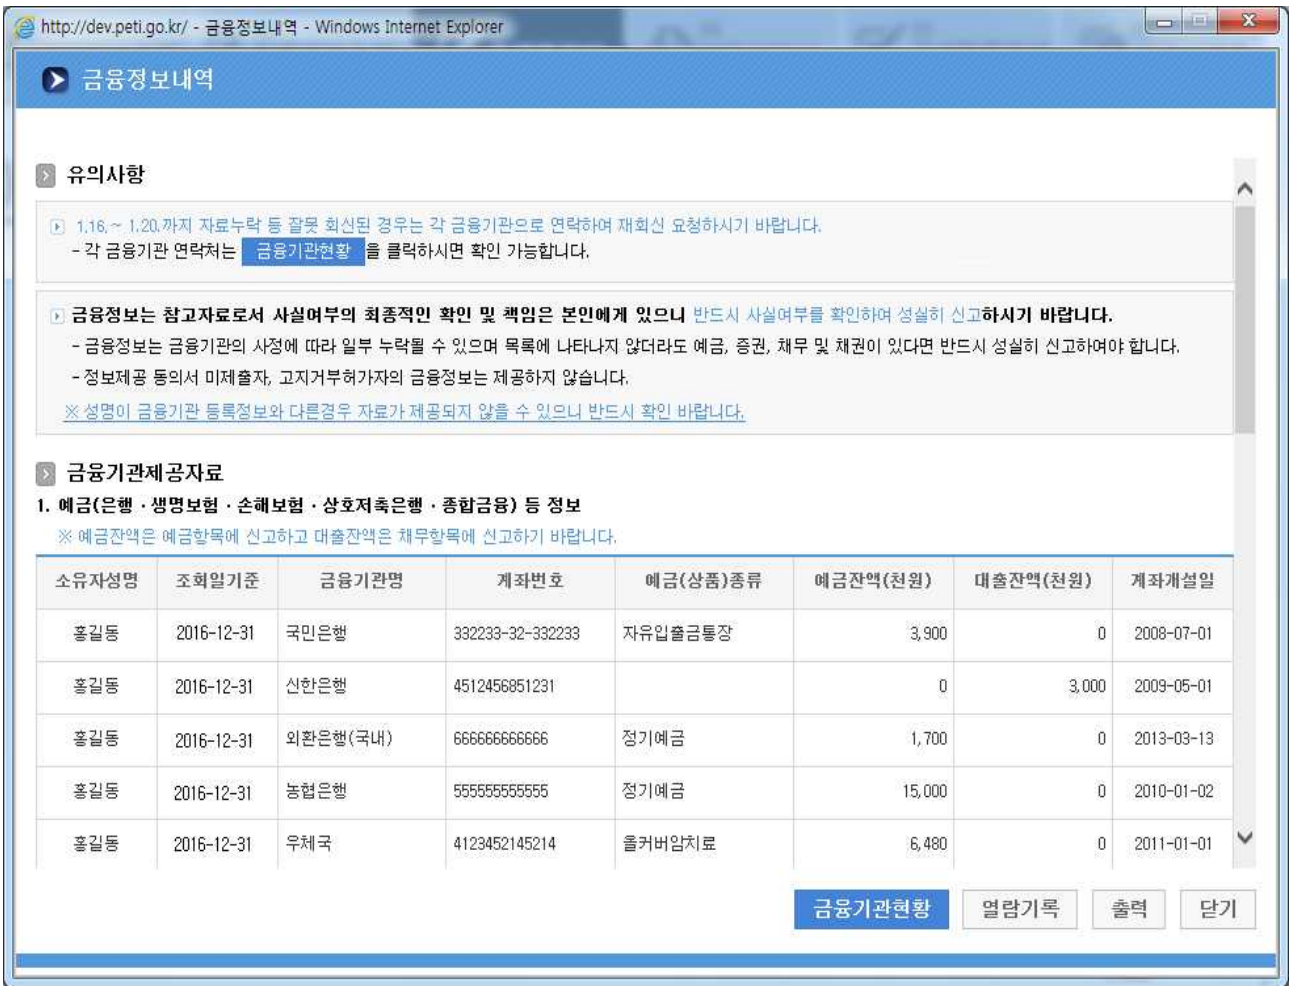 http://dev.peti.go.kr/ - 금융정보내역 - Windows Internet Explorer
금융정보내역
유의사항
1.16.~ 1.20.까지 자료누락 등 잘못 회신된 경우는 각 금융기관으로 연락하여 재회신 요청하시기 바랍니다.
- 각 금융기관 연락처는 금융기관현황 을 클릭하시면 확인 가능합니다.
금융정보는 참고자료로서 사실여부의 최종적인 확인 및 책임은 본인에게 있으니 반드시 사실여부를 확인하여 성실히 신고하시기 바랍니다.
- 금융정보는 금융기관의 사정에 따라 일부 누락될 수 있으며 목록에 나타나지 않더라도 예금, 증권, 채무 및 채권이 있다면 반드시 성실히 신고하여야 합니다.
- 정보제공 동의서 미제출자, 고지거부허가자의 금융정보는 제공하지 않습니다.
※ 성명이 금융기관 등록정보와 다른경우 자료가 제공되지 않을 수 있으니 반드시 확인 바랍니다.
금융기관제공자료
1. 예금(은행 · 생명보험 · 손해보험 · 상호저축은행 · 종합금융) 등 정보
※ 예금잔액은 예금항목에 신고하고 대출잔액은 채무항목에 신고하기 바랍니다.
소유자성명 조회일기준 금융기관명 계좌번호 예금(상품)종류 예금잔액(천원) 대출잔액(천원) 계좌개설일
홍길동 2016-12-31 국민은행 332233-32-332233 자유입출금통장 3,900 0 2008-07-01
홍길동 2016-12-31 신한은행 4512456851231 0 3,000 2009-05-01
홍길동 2016-12-31 외환은행(국내) 666666666666 정기예금 1,700 0 2013-03-13
홍길동 2016-12-31 농협은행 555555555555 정기예금 15,000 0 2010-01-02
홍길동 2016-12-31 우체국 4123452145214 올커버암치료 6,480 0 2011-01-01
금융기관현황 열람기록 출력 닫기